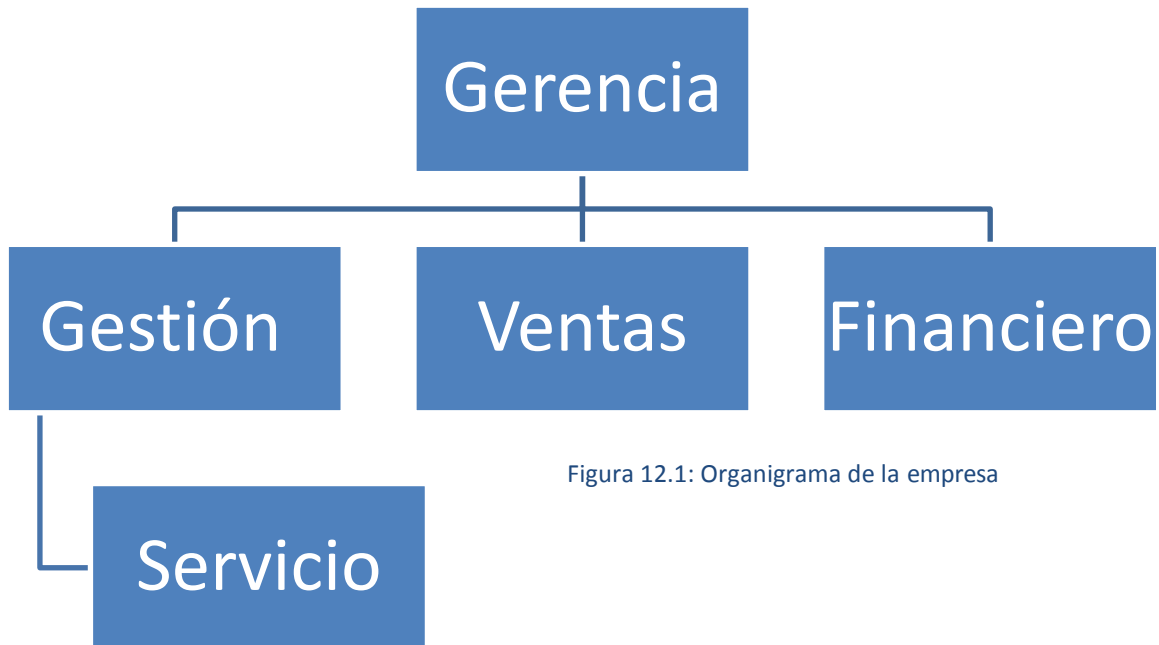 Gerencia
Gestión
Ventas
Financiero
Figura 12.1: Organigrama de la empresa
Servicio